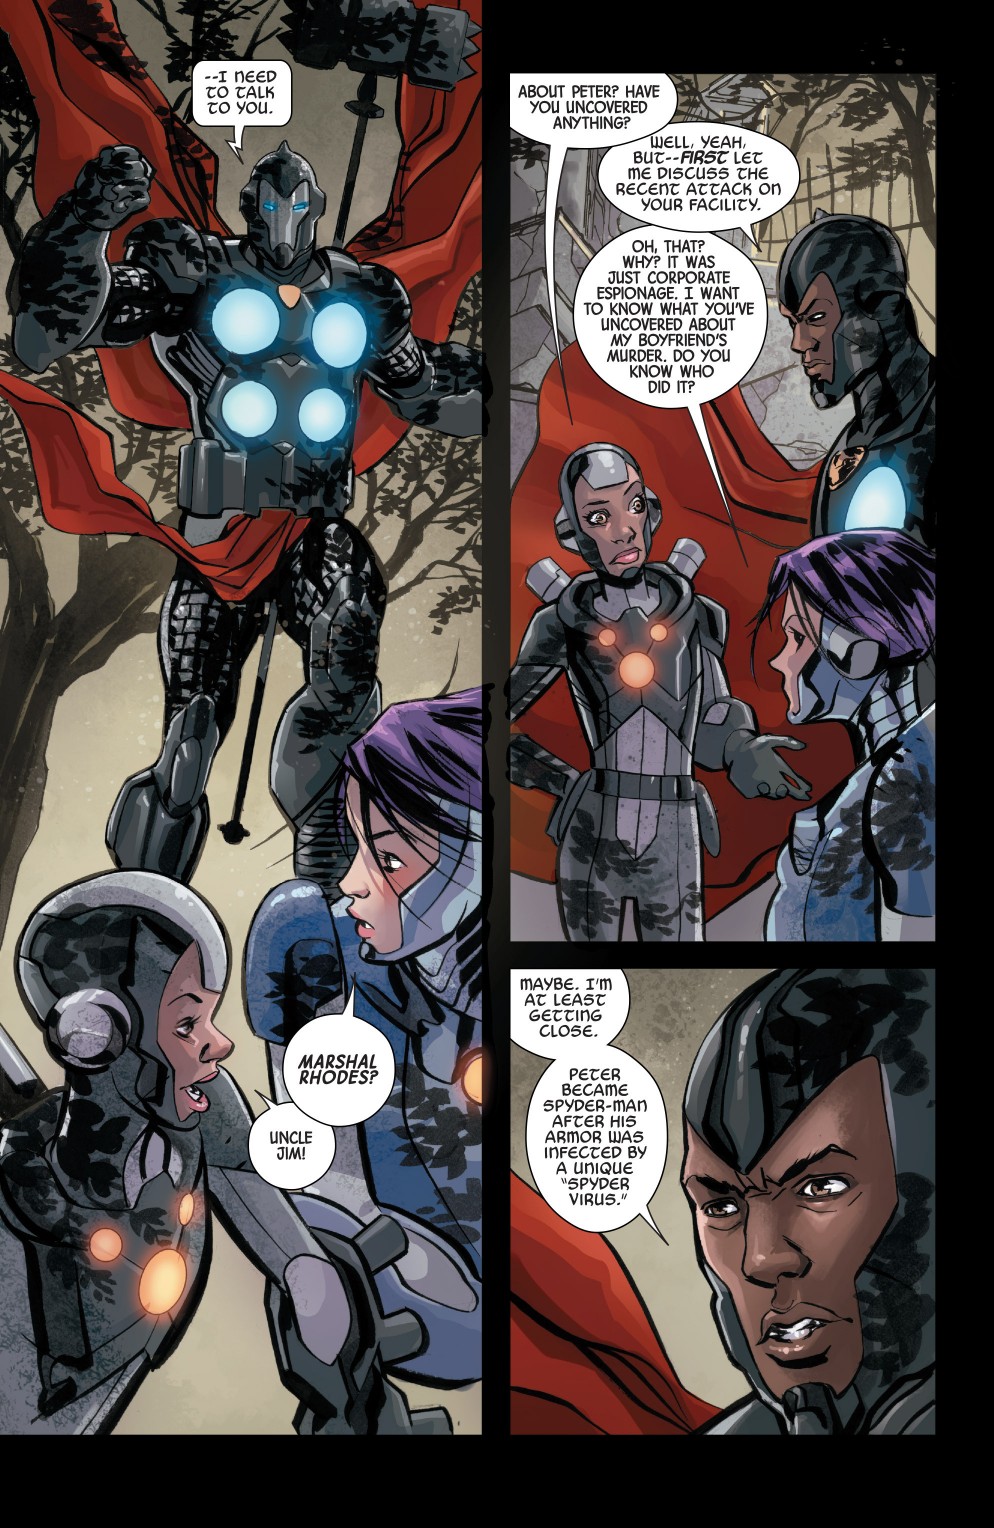 --I NEED
TO TALK
TO YOU.
MARSHAL
RHODES?
UNCLE
JIM!
ABOUT PETER? HAVE
YOU UNCOVERED
ANYTHING?
WELL, YEAH,
BUT--FIRST LET
ME DISCUSS THE
RECENT ATTACK ON
YOUR FACILITY.
OH, THAT?
WHY? IT WAS
JUST CORPORATE
ESPIONAGE. I WANT
TO KNOW WHAT YOU'VE
UNCOVERED ABOUT
MY BOYFRIEND'S
MURDER. DO YOU
KNOW WHO
DID IT?
MAYBE. I'M
AT LEAST
GETTING
CLOSE.
PETER
BECAME
SPYDER-MAN
AFTER HIS
ARMOR WAS
INFECTED BY
A UNIQUE
"SPYDER
VIRUS."